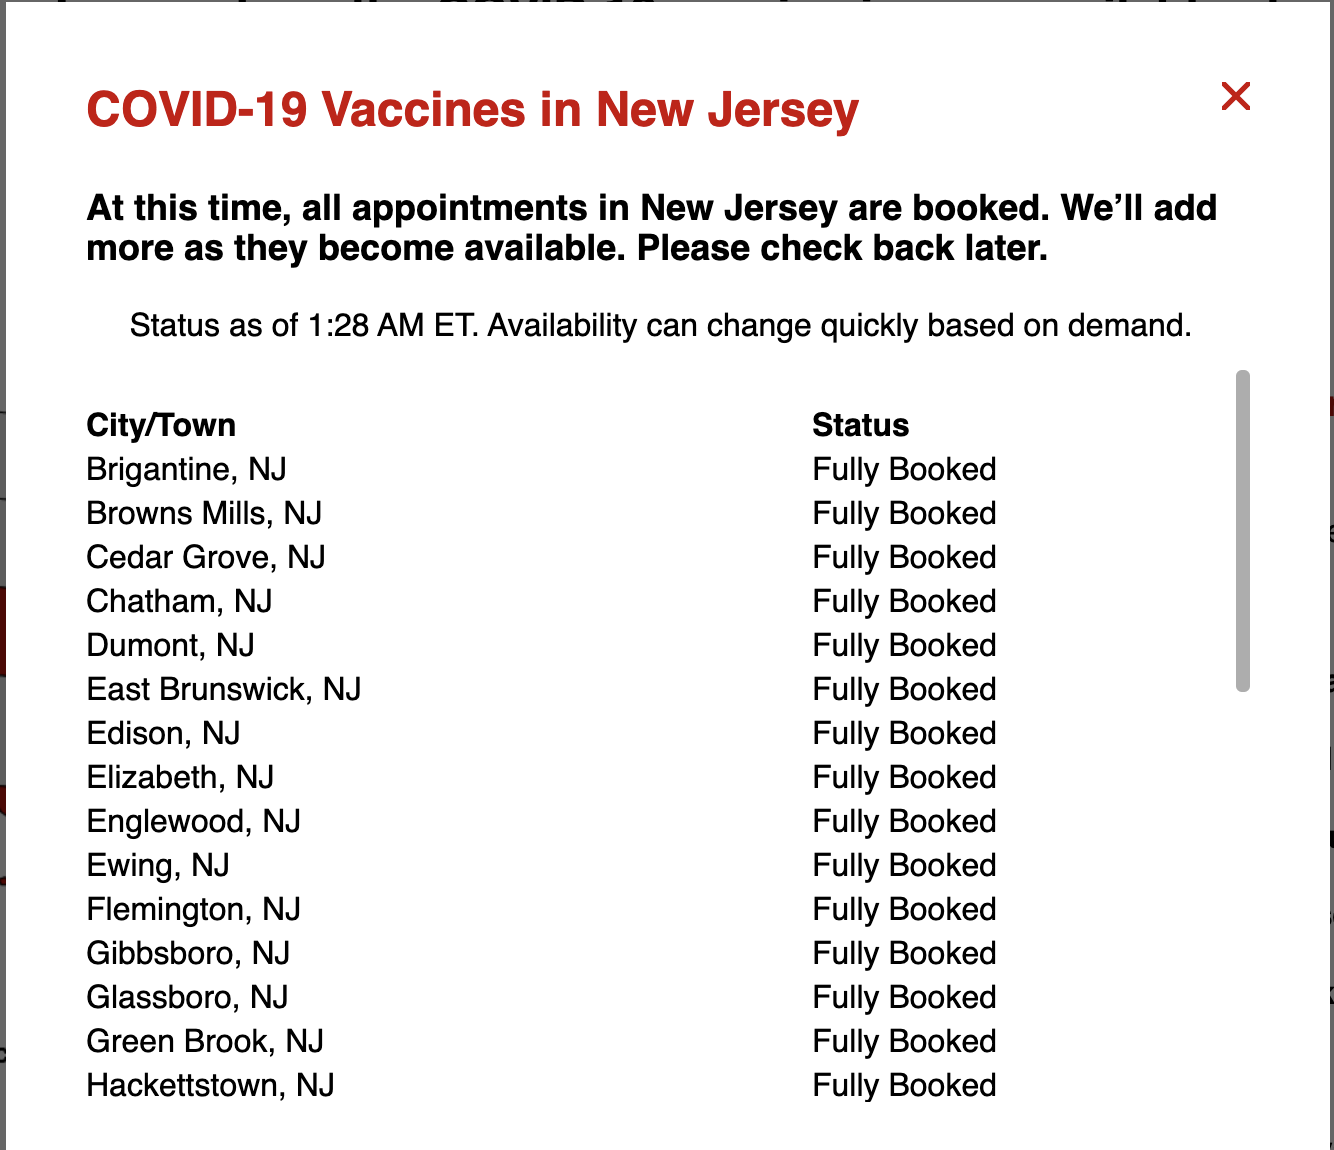 COVID-19 Vaccines in New Jersey
At this time, all appointments in New Jersey are booked. We’ll add
more as they become available. Please check back later.
Status as of 1:28 AM ET. Availability can change quickly based on demand.
City/Town Status
Brigantine, NJ Fully Booked
Browns Mills, NJ Fully Booked
Cedar Grove, NJ Fully Booked
Chatham, NJ Fully Booked
Dumont, NJ Fully Booked
East Brunswick, NJ Fully Booked
Edison, NJ Fully Booked
Elizabeth, NJ Fully Booked
Englewood, NJ Fully Booked
Ewing, NJ Fully Booked
Flemington, NJ Fully Booked
Gibbsboro, NJ Fully Booked
Glassboro, NJ Fully Booked
Green Brook, NJ Fully Booked
Hackettstown, NJ Fully Booked